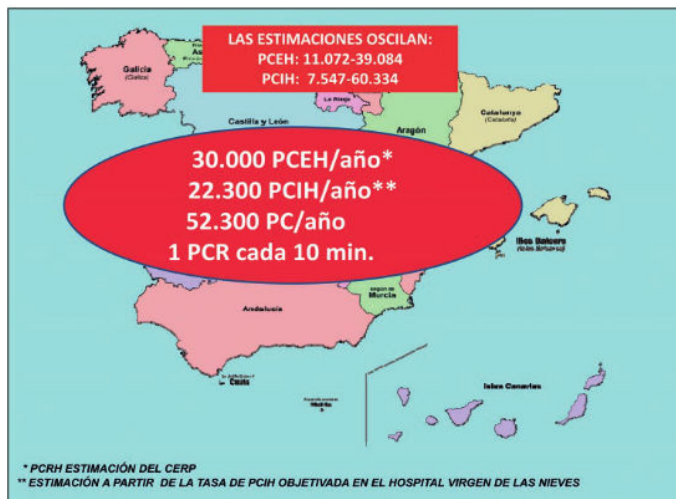 LAS ESTIMACIONES OSCILAN:
PCEH: 11.072-39.084
PCIH: 7.547-60.334
Galicia
As
La Rioja
Catalunya
(Cataluña)
Castilla y León
Aragón
30.000 PCEH/año*
22.300 PCIH/año**
52.300 PC/año
1 PCR cada 10 min.
Illes Balears
(Islas Baleares)
Región de
Murcia
Andalucía
Ceuta
Melilla
Islas Canarias
* PCRH ESTIMACIÓN DEL CERP
** ESTIMACIÓN A PARTIR DE LA TASA DE PCIH OBJETIVADA EN EL HOSPITAL VIRGEN DE LAS NIEVES